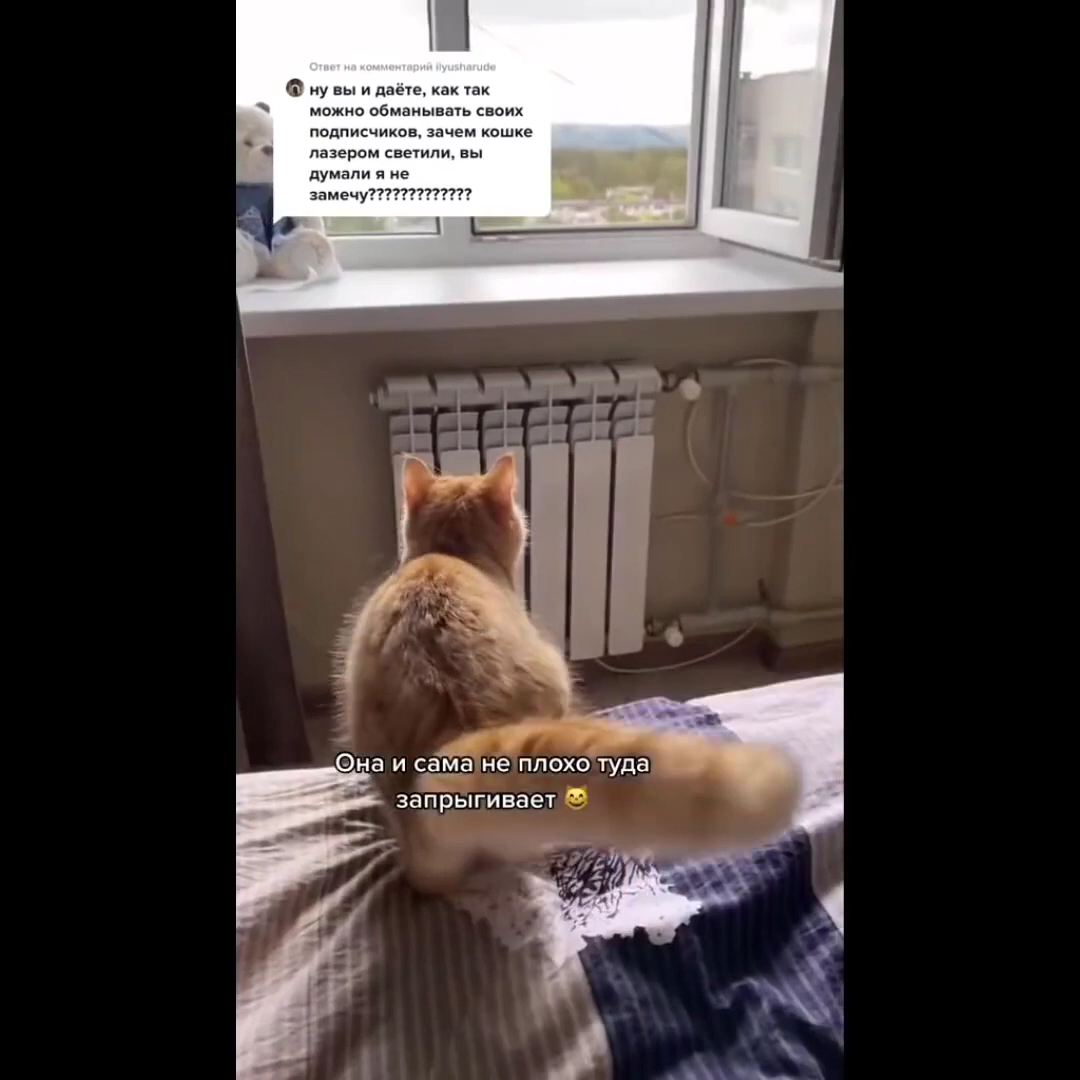 Ответ на комментарий ilyusharude
ну вы и даёте, как так
можно обманывать своих
подписчиков, зачем кошке
лазером светили, вы
думали я не
замечу?????????????
Она и сама не плохо туда
запрыгивает 😸